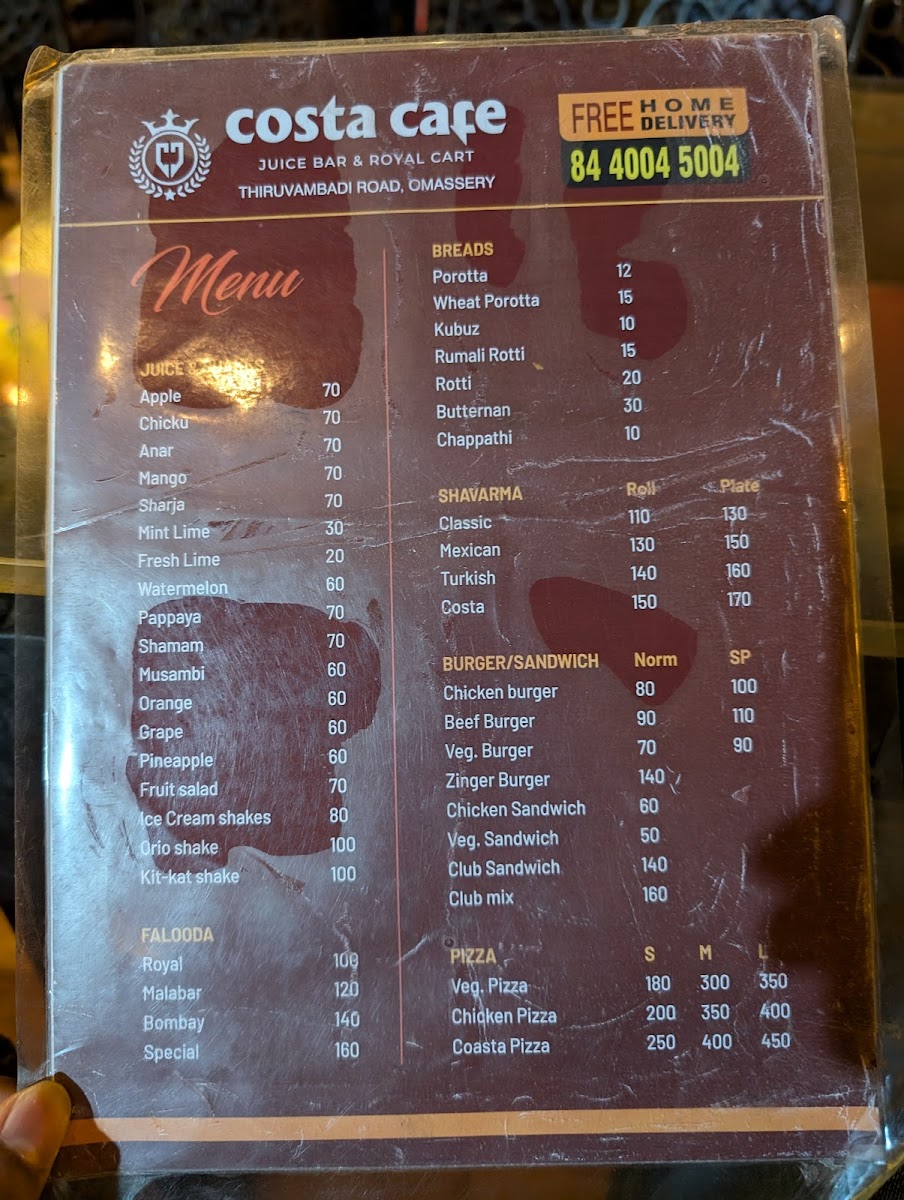 costa cafe
JUICE BAR & ROYAL CART
THIRUVAMBADI ROAD, OMASSERY
FREE HOME DELIVERY
84 4004 5004
Menu
JUICE & SHAKES
Apple 70
Chicku 70
Anar 70
Mango 70
Sharja 70
Mint Lime 30
Fresh Lime 20
Watermelon 60
Pappaya 70
Shamam 70
Musambi 60
Orange 60
Grape 60
Pineapple 60
Fruit salad 70
Ice Cream shakes 80
Orio shake 100
Kit-kat shake 100
FALOODA
Royal 100
Malabar 120
Bombay 140
Special 160
BREADS
Porotta 12
Wheat Porotta 15
Kubuz 10
Rumali Rotti 15
Rotti 20
Butternan 30
Chappathi 10
SHAVARMA Roll Plate
Classic 110 130
Mexican 130 150
Turkish 140 160
Costa 150 170
BURGER/SANDWICH Norm SP
Chicken burger 80 100
Beef Burger 90 110
Veg. Burger 70 90
Zinger Burger 140
Chicken Sandwich 60
Veg. Sandwich 50
Club Sandwich 140
Club mix 160
PIZZA S M L
Veg. Pizza 180 300 350
Chicken Pizza 200 350 400
Coasta Pizza 250 400 450